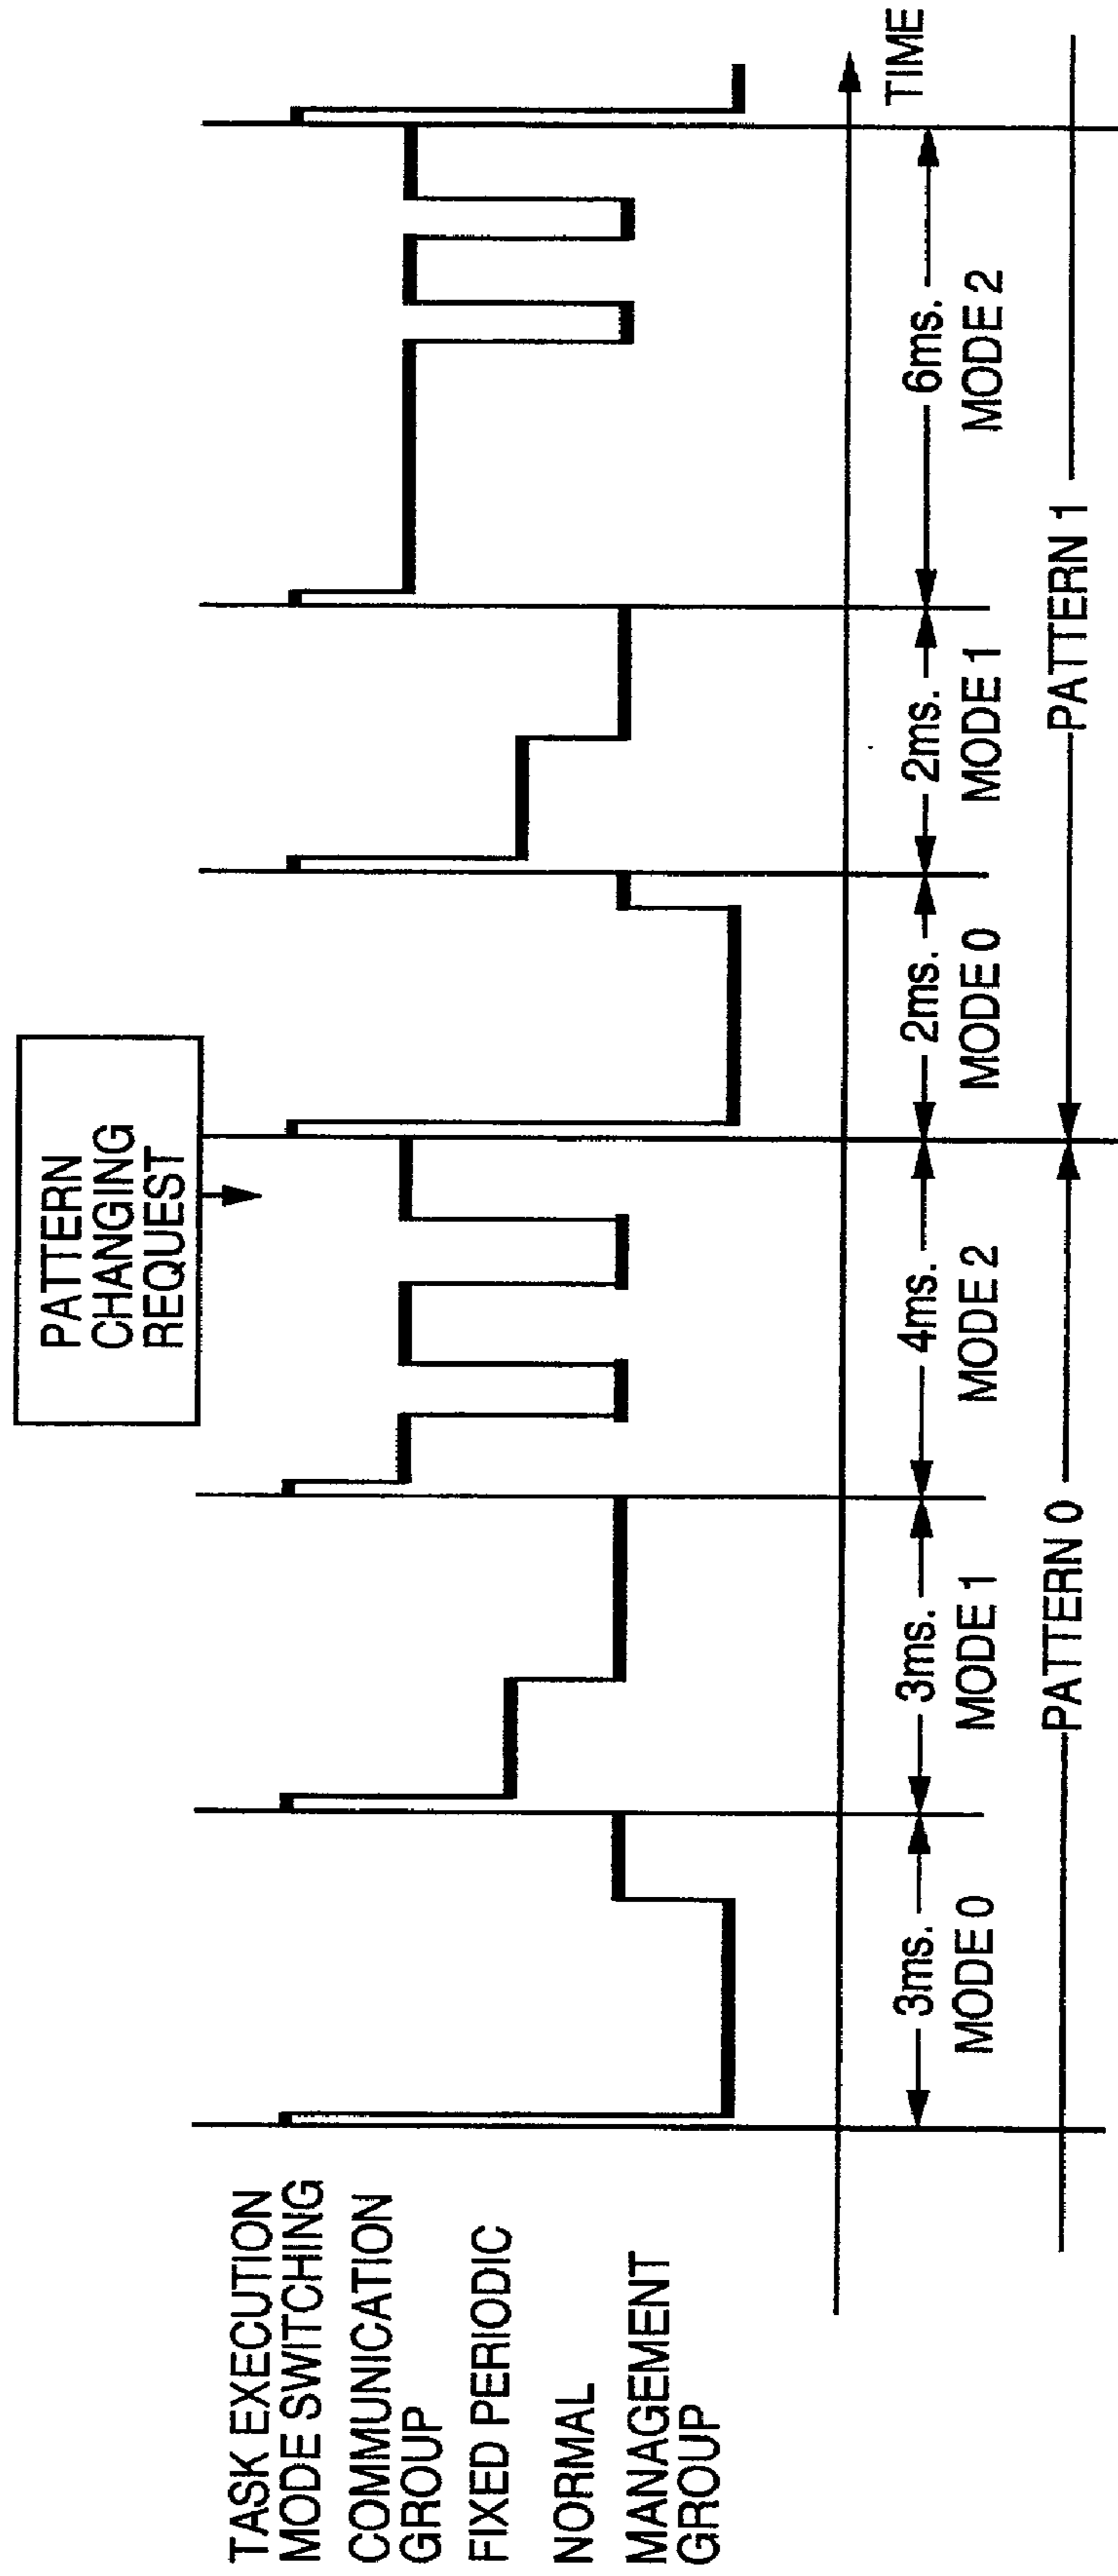 PATTERN
CHANGING
REQUEST
TASK EXECUTION
MODE SWITCHING
COMMUNICATION
GROUP
FIXED PERIODIC
NORMAL
MANAGEMENT
GROUP
TIME
3ms. 3ms. 4ms. 2ms. 2ms. 6ms.
MODE 0 MODE 1 MODE 2 MODE 0 MODE 1 MODE 2
PATTERN 0 PATTERN 1